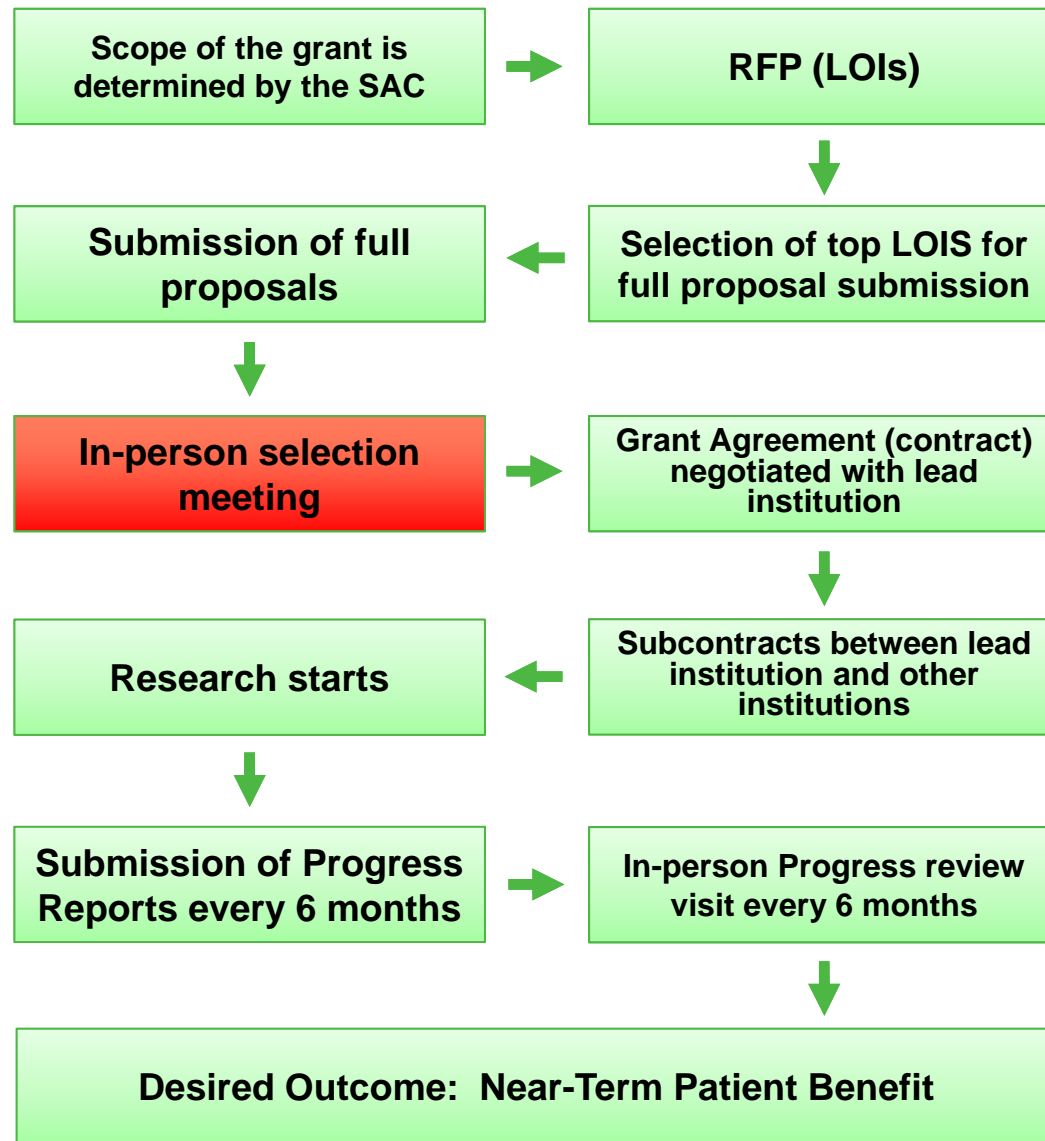 Scope of the grant is
determined by the SAC
RFP (LOIs)
Selection of top LOIS for
full proposal submission
Submission of full
proposals
In-person selection
meeting
Grant Agreement (contract)
negotiated with lead
institution
Subcontracts between lead
institution and other
institutions
Research starts
Submission of Progress
Reports every 6 months
In-person Progress review
visit every 6 months
Desired Outcome:  Near-Term Patient Benefit